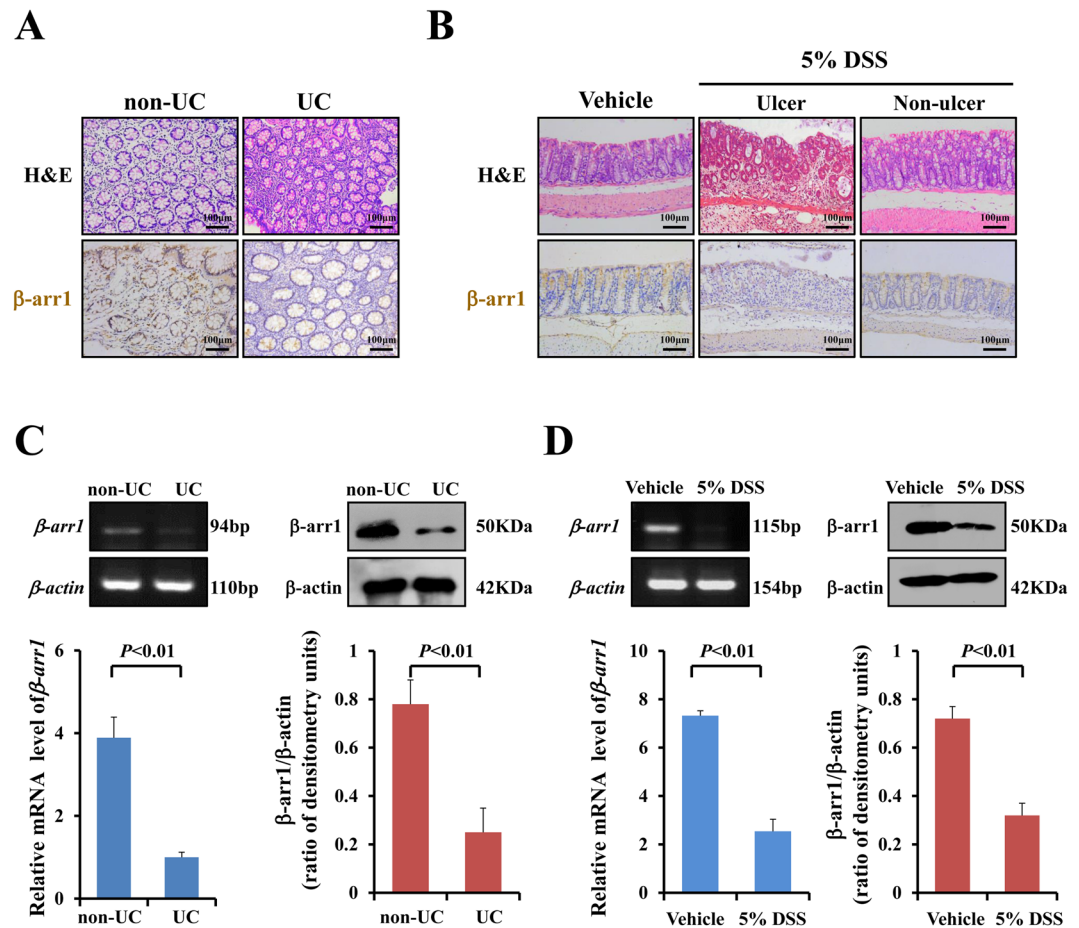 A
B
5% DSS
non-UC UC
Vehicle Ulcer Non-ulcer
H&E
100μm 100μm
H&E
100μm 100μm 100μm
β-arr1
100μm 100μm
β-arr1
100μm 100μm 100μm
C
non-UC UC
β-arr1 94bp
β-actin 110bp
non-UC UC
β-arr1 50KDa
β-actin 42KDa
Relative mRNA level of β-arr1
6
4
2
0
P<0.01
non-UC UC
β-arr1/β-actin
(ratio of densitometry units)
1
0.8
0.6
0.4
0.2
0
P<0.01
non-UC UC
D
Vehicle 5% DSS
β-arr1 115bp
β-actin 154bp
Vehicle 5% DSS
β-arr1 50KDa
β-actin 42KDa
Relative mRNA level of β-arr1
10
8
6
4
2
0
P<0.01
Vehicle 5% DSS
β-arr1/β-actin
(ratio of densitometry units)
1
0.8
0.6
0.4
0.2
0
P<0.01
Vehicle 5% DSS